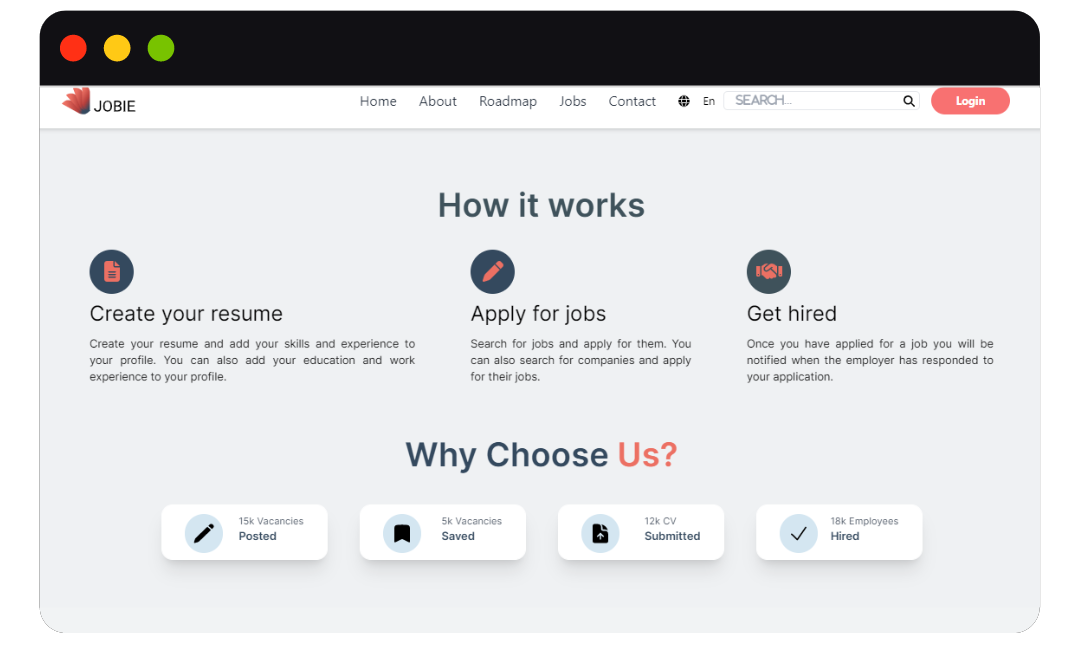 JOBIE
Home About Roadmap Jobs Contact En SEARCH... Login
How it works
Create your resume
Create your resume and add your skills and experience to
your profile. You can also add your education and work
experience to your profile.
Apply for jobs
Search for jobs and apply for them. You
can also search for companies and apply
for their jobs.
Get hired
Once you have applied for a job you will be
notified when the employer has responded to
your application.
Why Choose Us?
15k Vacancies
Posted
5k Vacancies
Saved
12k CV
Submitted
18k Employees
Hired